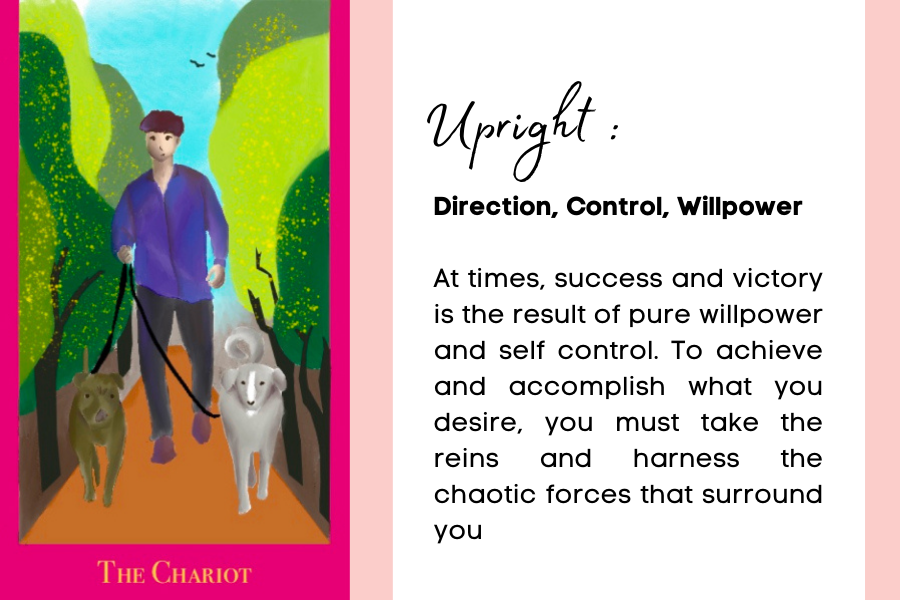 The Chariot
Upright :
Direction, Control, Willpower
At times, success and victory
is the result of pure willpower
and self control. To achieve
and accomplish what you
desire, you must take the
reins and harness the
chaotic forces that surround
you